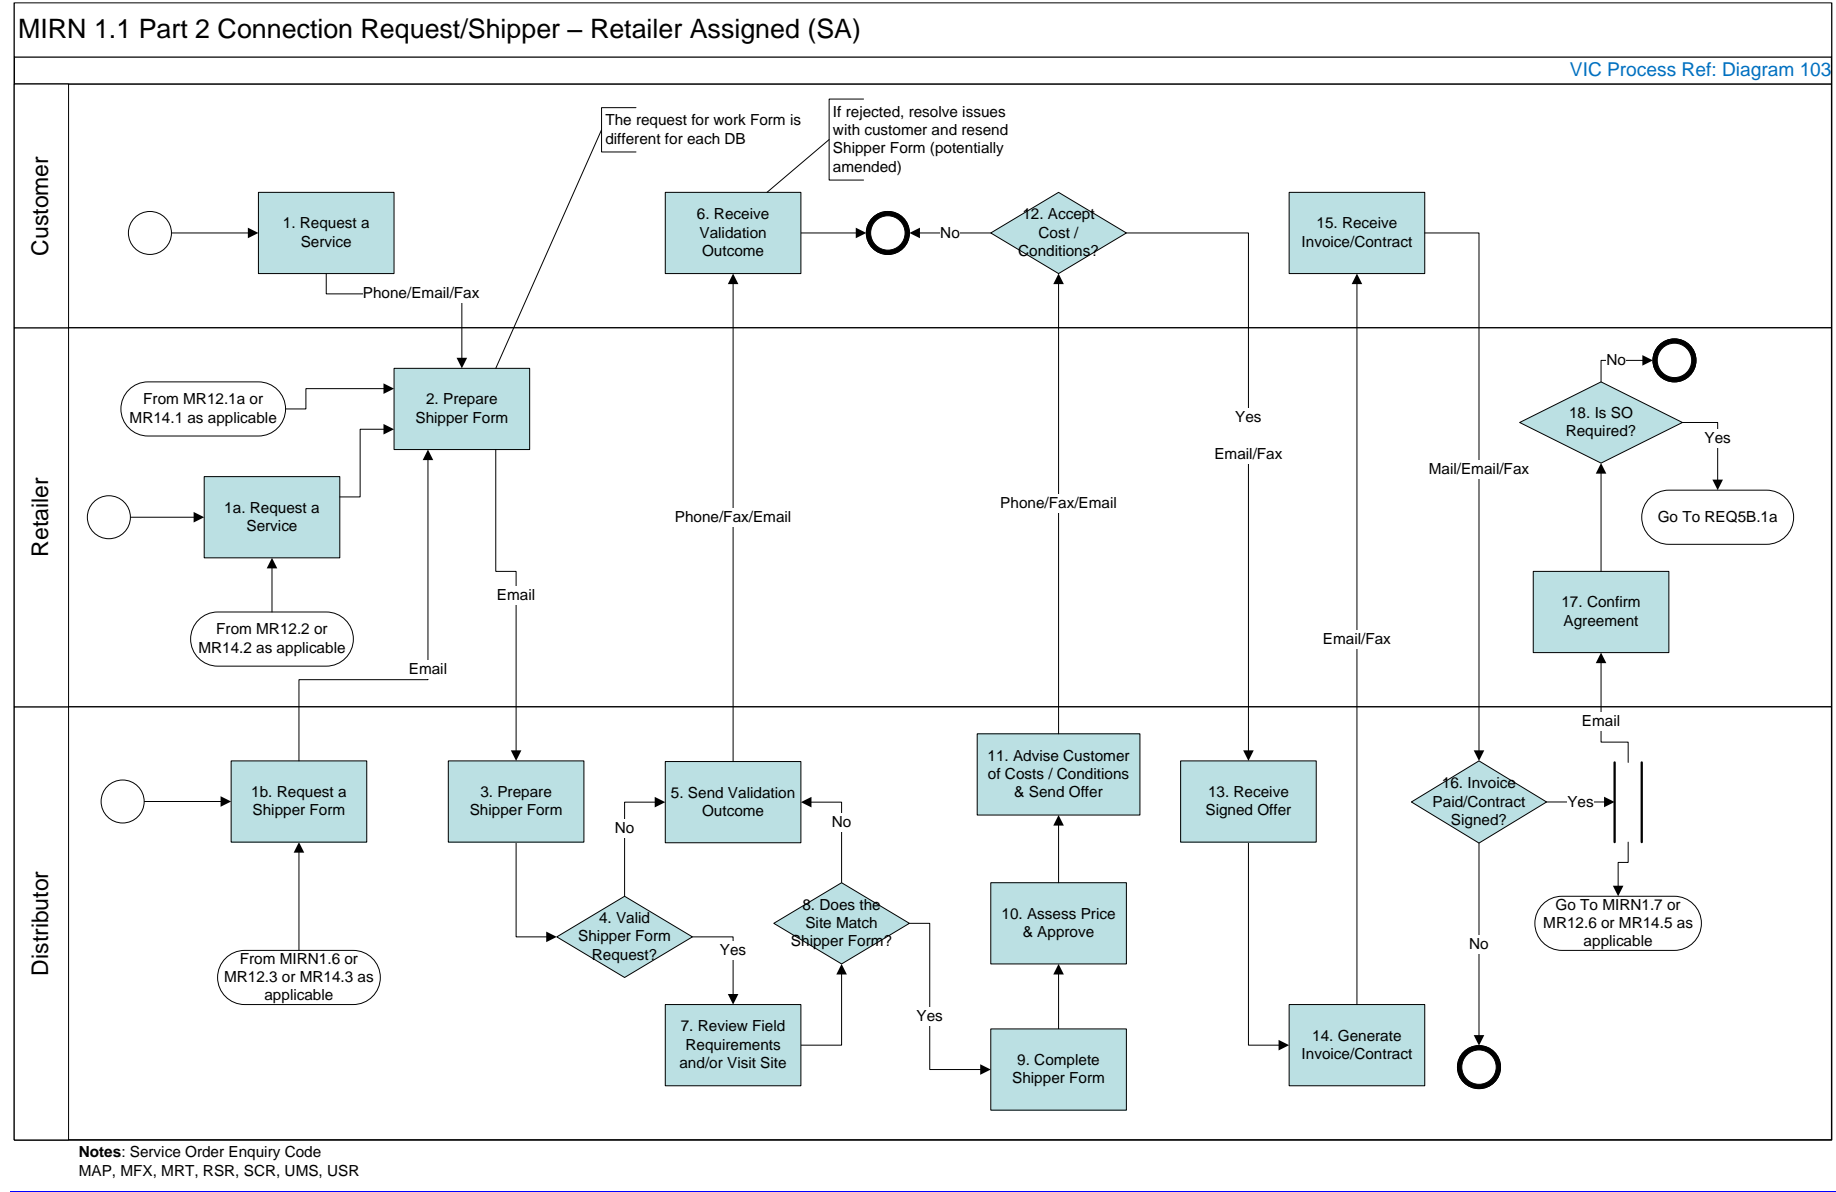 MIRN 1.1 Part 2 Connection Request/Shipper – Retailer Assigned (SA)
VIC Process Ref: Diagram 103
Customer
The request for work Form is
different for each DB
If rejected, resolve issues
with customer and resend
Shipper Form (potentially
amended)
1. Request a
Service
Phone/Email/Fax
6. Receive
Validation
Outcome
No
12. Accept
Cost /
Conditions?
15. Receive
Invoice/Contract
Retailer
From MR12.1a or
MR14.1 as applicable
2. Prepare
Shipper Form
1a. Request a
Service
From MR12.2 or
MR14.2 as applicable
Email
Email
Phone/Fax/Email
Phone/Fax/Email
Yes
Email/Fax
Email/Fax
Mail/Email/Fax
No
18. Is SO
Required?
Yes
Go To REQ5B.1a
17. Confirm
Agreement
Distributor
1b. Request a
Shipper Form
From MIRN1.6 or
MR12.3 or MR14.3 as
applicable
3. Prepare
Shipper Form
No
4. Valid
Shipper Form
Request?
Yes
5. Send Validation
Outcome
No
8. Does the
Site Match
Shipper Form?
7. Review Field
Requirements
and/or Visit Site
Yes
11. Advise Customer
of Costs / Conditions
& Send Offer
10. Assess Price
& Approve
9. Complete
Shipper Form
13. Receive
Signed Offer
14. Generate
Invoice/Contract
16. Invoice
Paid/Contract
Signed?
Yes
No
Email
Go To MIRN1.7 or
MR12.6 or MR14.5 as
applicable
Notes: Service Order Enquiry Code
MAP, MFX, MRT, RSR, SCR, UMS, USR